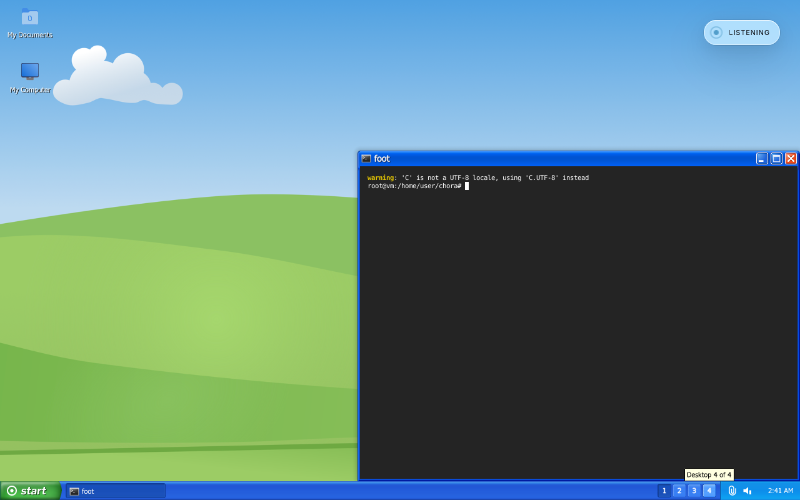 0
My Documents
My Computer
LISTENING
foot
warning: 'C' is not a UTF-8 locale, using 'C.UTF-8' instead
root@vm:/home/user/chora#
Desktop 4 of 4
start
foot
1 2 3 4
2:41 AM